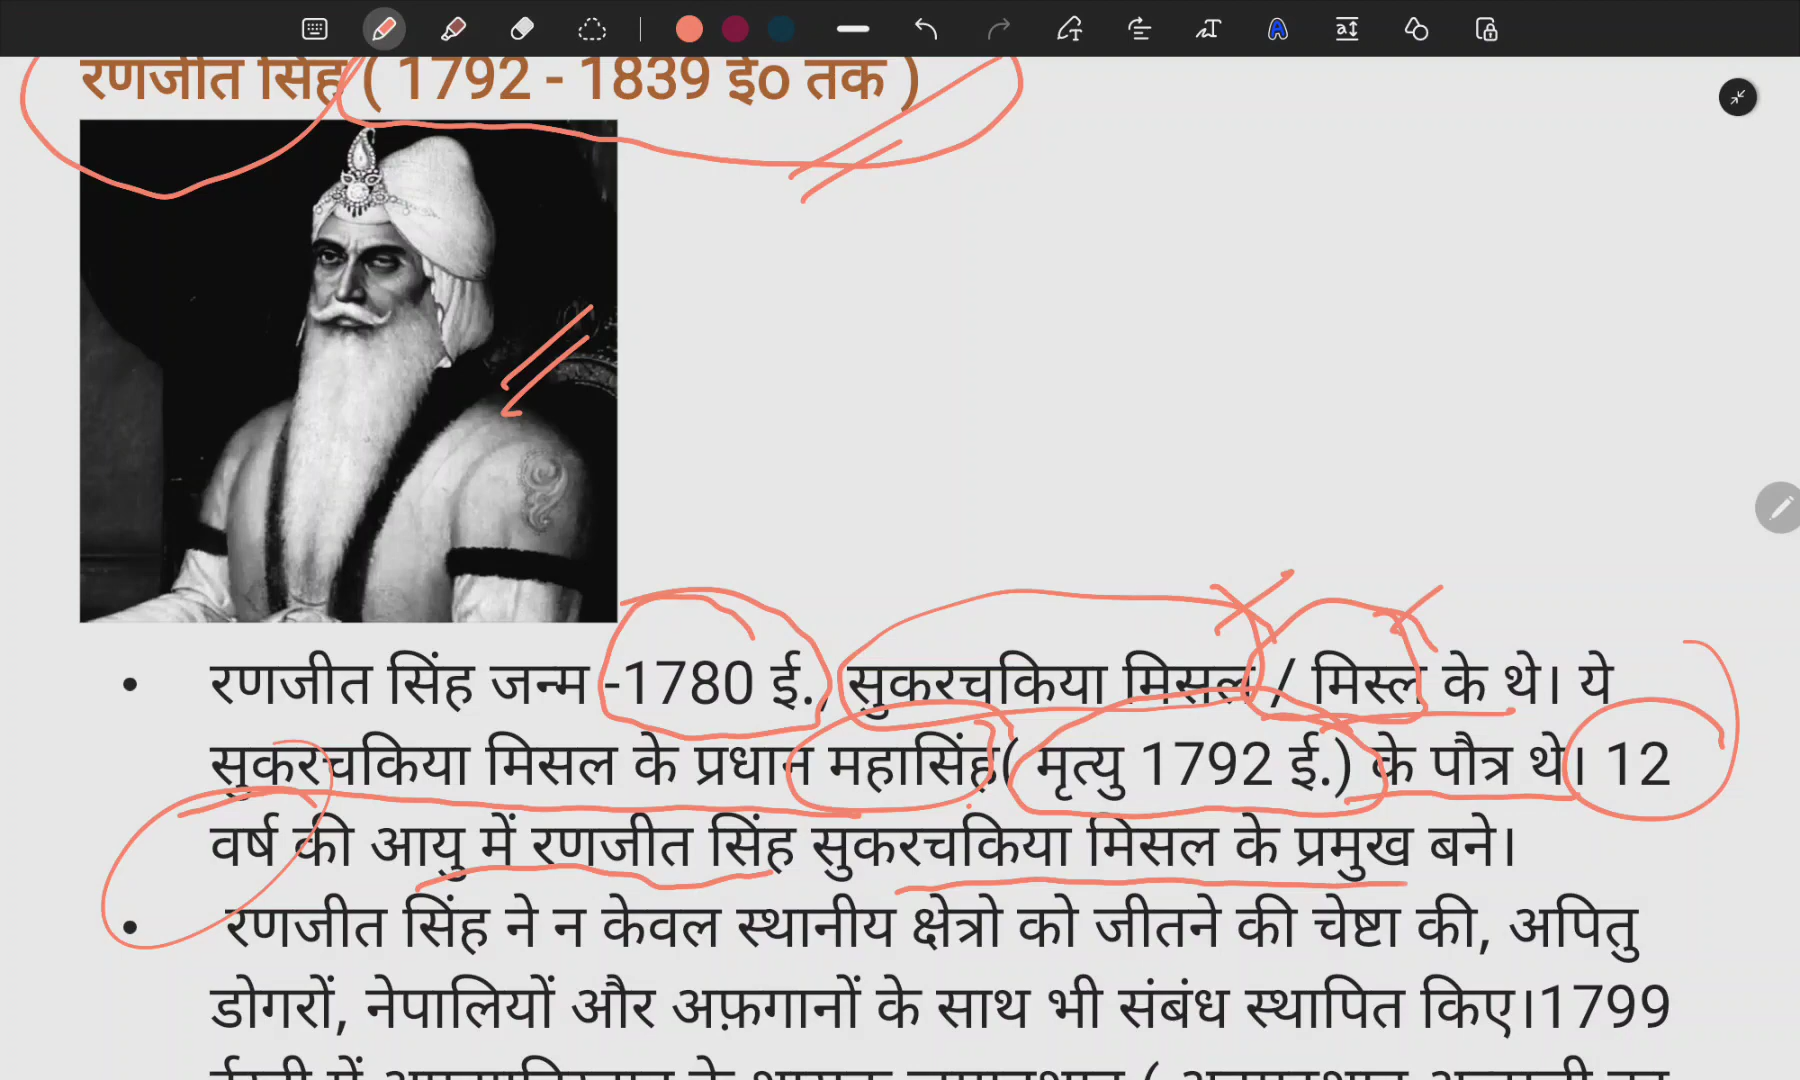 रणजीत सिंह ( 1792 - 1839 ई० तक )
• रणजीत सिंह जन्म -1780 ई., सुकरचकिया मिसल / मिस्ल के थे। ये
सुकरचकिया मिसल के प्रधान महासिंह( मृत्यु 1792 ई.) के पौत्र थे। 12
वर्ष की आयु में रणजीत सिंह सुकरचकिया मिसल के प्रमुख बने।
• रणजीत सिंह ने न केवल स्थानीय क्षेत्रो को जीतने की चेष्टा की, अपितु
डोगरों, नेपालियों और अफ़गानों के साथ भी संबंध स्थापित किए।1799